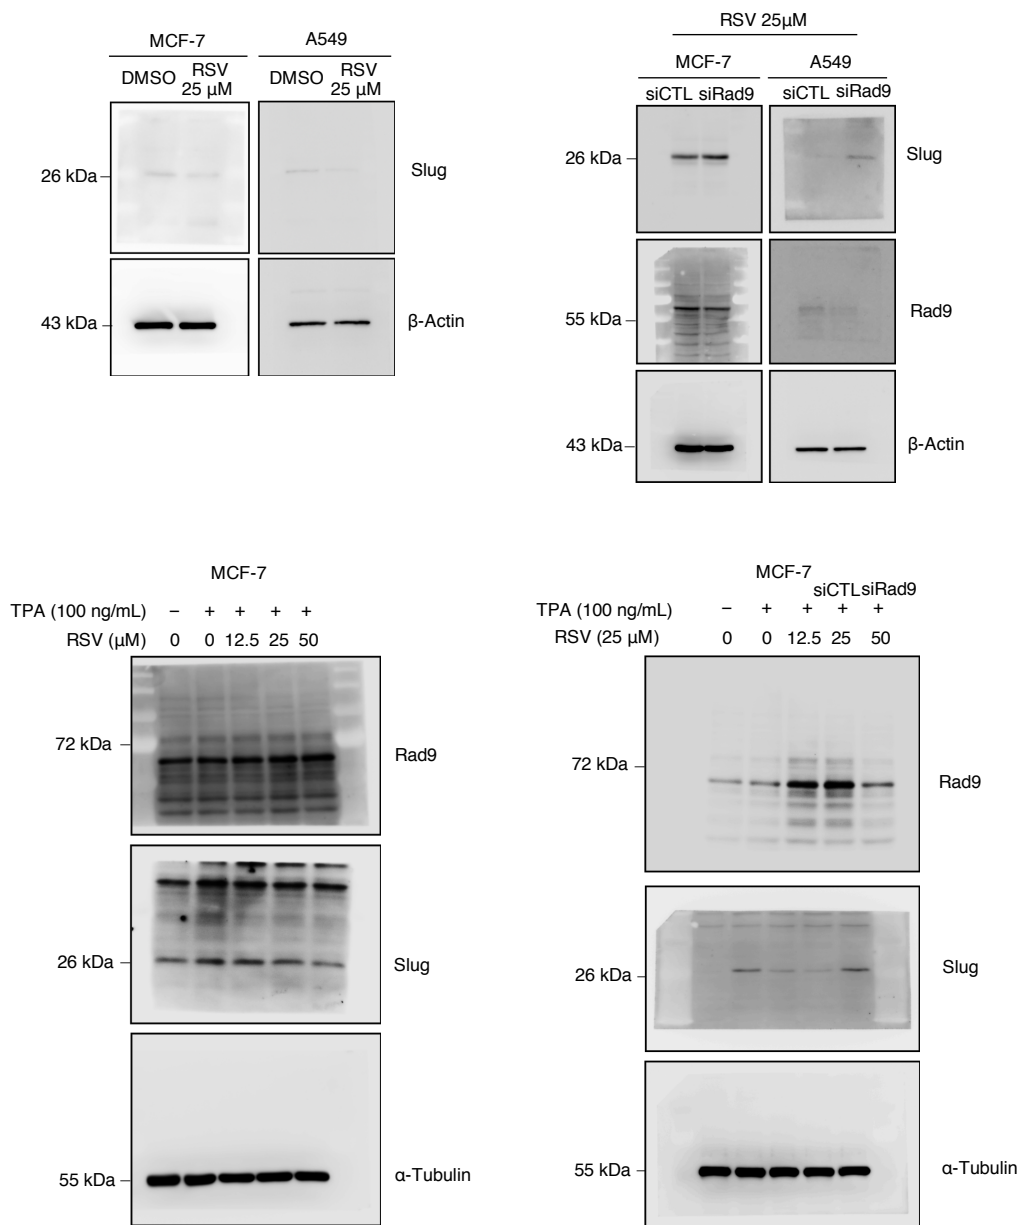 MCF-7 A549
DMSO RSV 25 µM DMSO RSV 25 µM
26 kDa Slug
43 kDa β-Actin
RSV 25µM
MCF-7 A549
siCTL siRad9 siCTL siRad9
26 kDa Slug
55 kDa Rad9
43 kDa β-Actin
MCF-7
TPA (100 ng/mL) – + + + +
RSV (µM) 0 0 12.5 25 50
72 kDa Rad9
26 kDa Slug
55 kDa α-Tubulin
MCF-7
siCTL siRad9
TPA (100 ng/mL) – + + + +
RSV (25 µM) 0 0 12.5 25 50
72 kDa Rad9
26 kDa Slug
55 kDa α-Tubulin